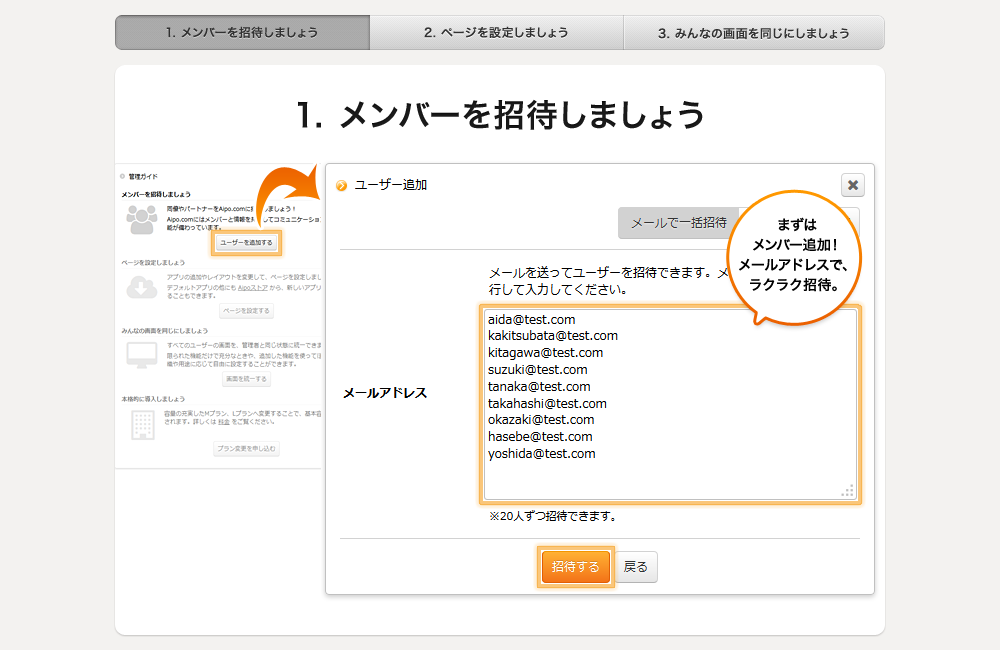 1. メンバーを招待しましょう
2. ページを設定しましょう
3. みんなの画面を同じにしましょう
1. メンバーを招待しましょう
管理ガイド
メンバーを招待しましょう
同僚やパートナーをAipo.comに
しましょう！
Aipo.comにはメンバーと情報を
してコミュニケーショ
能が備わっています。
ユーザーを追加する
ページを設定しましょう
アプリの追加やレイアウトを変更して、ページを設定しまし
デフォルトアプリの他にも Aipoストア から、新しいアプリ
ることもできます。
ページを設定する
みんなの画面を同じにしましょう
すべてのユーザーの画面を、管理者と同じ状態に統一できま
限られた機能だけで充分なときや、追加した機能を使っては
織や用途に応じて自由に設定することができます。
画面を統一する
本格的に導入しましょう
容量の充実したMプラン、Lプランへ変更することで、基本容
されます。詳しくは 料金 をご覧ください。
プラン変更を申し込む
ユーザー追加
メールで一括招待
まずは
メンバー追加！
メールアドレスで、
ラクラク招待。
メールを送ってユーザーを招待できます。メ
行して入力してください。
メールアドレス
aida@test.com
kakitsubata@test.com
kitagawa@test.com
suzuki@test.com
tanaka@test.com
takahashi@test.com
okazaki@test.com
hasebe@test.com
yoshida@test.com
※20人ずつ招待できます。
招待する
戻る